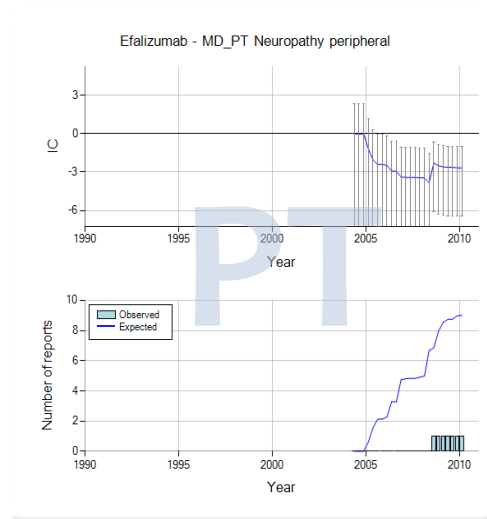 Efalizumab - MD_PT Neuropathy peripheral
3
0
-3
-6
IC
1990 1995 2000 2005 2010
Year
PT
10
8
6
4
2
0
Number of reports
Observed
Expected
1990 1995 2000 2005 2010
Year